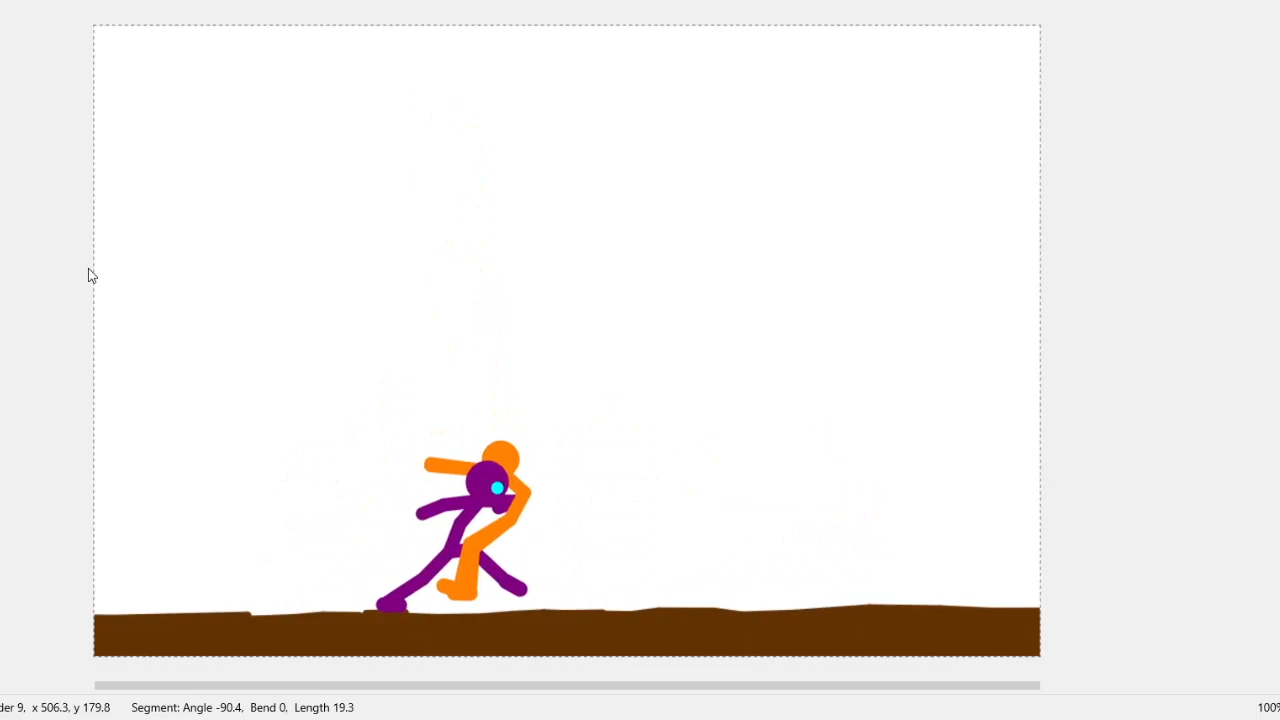 der 9, x 506.3, y 179.8 Segment: Angle -90.4, Bend 0, Length 19.3 100%